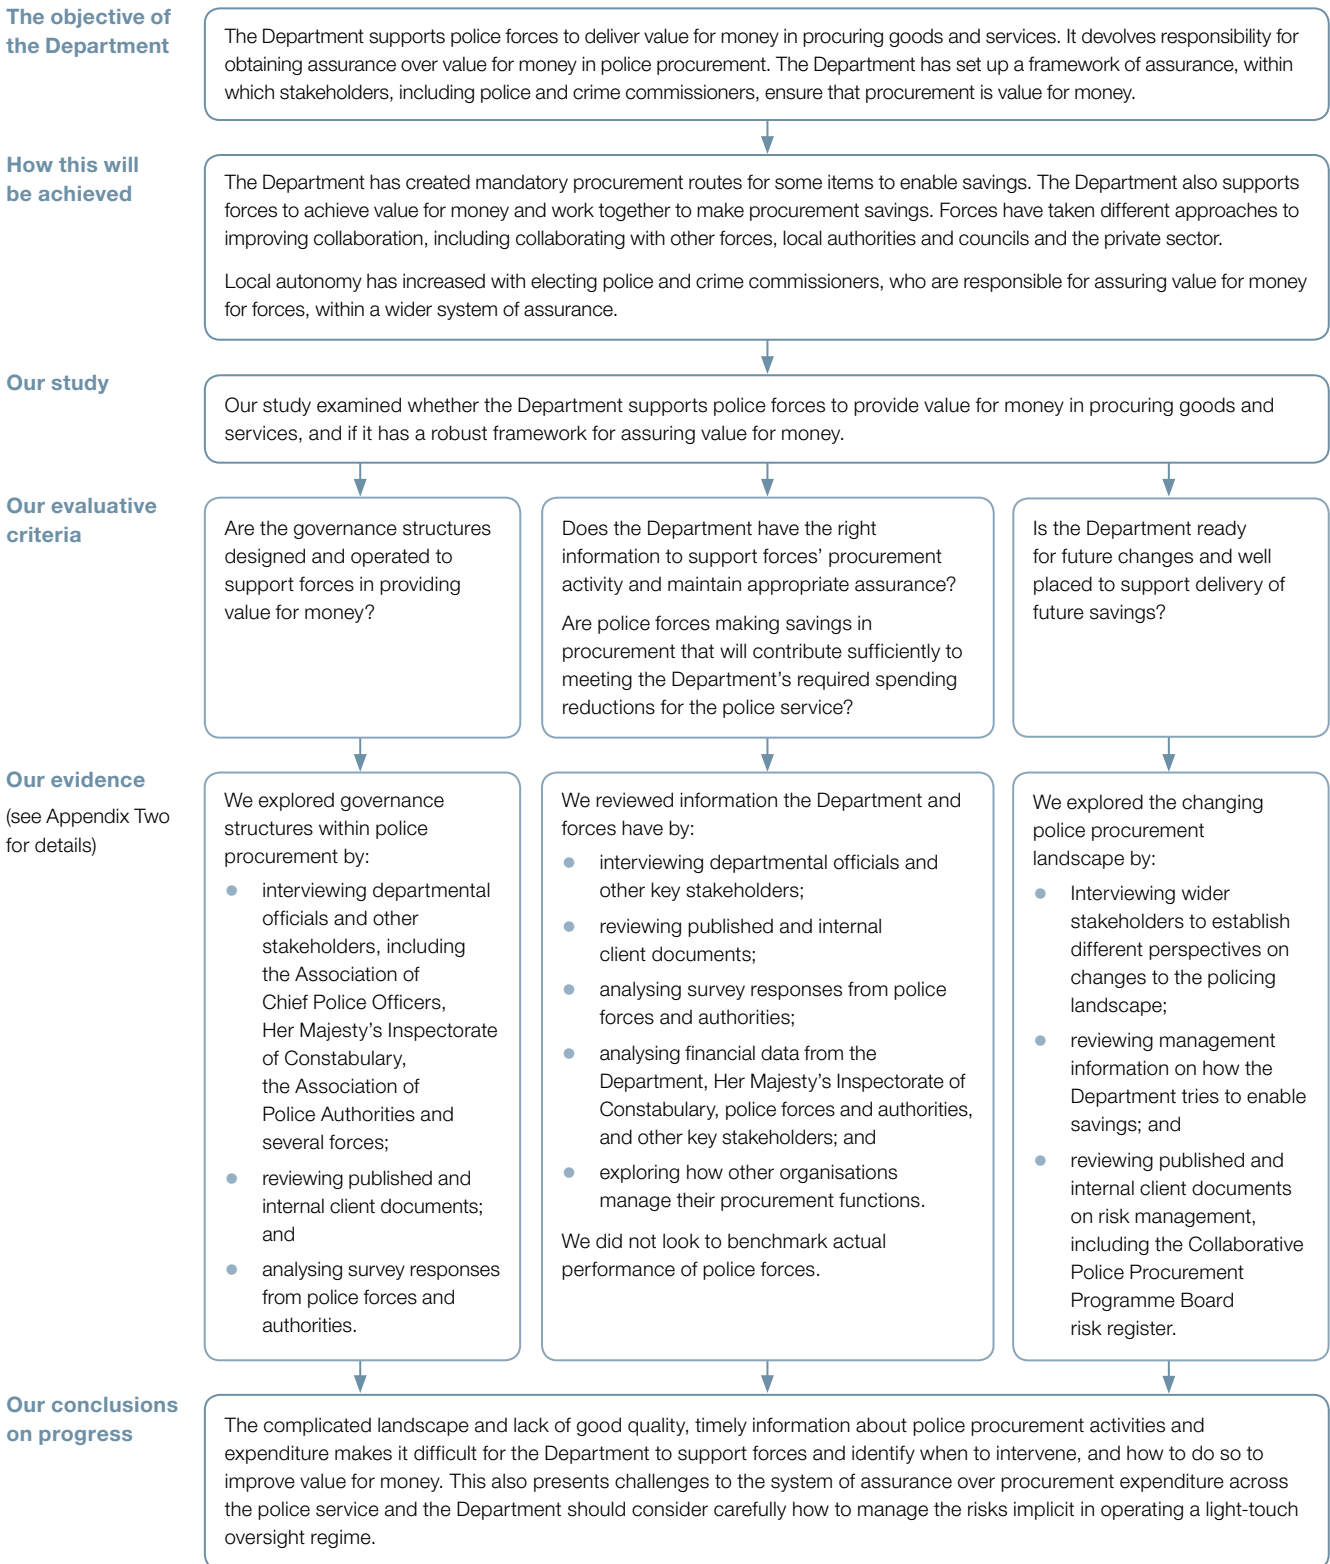 The objective of
the Department
The Department supports police forces to deliver value for money in procuring goods and services. It devolves responsibility for
obtaining assurance over value for money in police procurement. The Department has set up a framework of assurance, within
which stakeholders, including police and crime commissioners, ensure that procurement is value for money.
How this will
be achieved
The Department has created mandatory procurement routes for some items to enable savings. The Department also supports
forces to achieve value for money and work together to make procurement savings. Forces have taken different approaches to
improving collaboration, including collaborating with other forces, local authorities and councils and the private sector.
Local autonomy has increased with electing police and crime commissioners, who are responsible for assuring value for money
for forces, within a wider system of assurance.
Our study
Our study examined whether the Department supports police forces to provide value for money in procuring goods and
services, and if it has a robust framework for assuring value for money.
Our evaluative
criteria
Are the governance structures
designed and operated to
support forces in providing
value for money?
Does the Department have the right
information to support forces' procurement
activity and maintain appropriate assurance?
Are police forces making savings in
procurement that will contribute sufficiently to
meeting the Department's required spending
reductions for the police service?
Is the Department ready
for future changes and well
placed to support delivery of
future savings?
Our evidence
(see Appendix Two
for details)
We explored governance
structures within police
procurement by:
● interviewing departmental
officials and other
stakeholders, including
the Association of
Chief Police Officers,
Her Majesty's Inspectorate
of Constabulary,
the Association of
Police Authorities and
several forces;
● reviewing published and
internal client documents;
and
● analysing survey responses
from police forces and
authorities.
We reviewed information the Department and
forces have by:
● interviewing departmental officials and
other key stakeholders;
● reviewing published and internal
client documents;
● analysing survey responses from police
forces and authorities;
● analysing financial data from the
Department, Her Majesty's Inspectorate of
Constabulary, police forces and authorities,
and other key stakeholders; and
● exploring how other organisations
manage their procurement functions.
We did not look to benchmark actual
performance of police forces.
We explored the changing
police procurement
landscape by:
● Interviewing wider
stakeholders to establish
different perspectives on
changes to the policing
landscape;
● reviewing management
information on how the
Department tries to enable
savings; and
● reviewing published and
internal client documents
on risk management,
including the Collaborative
Police Procurement
Programme Board
risk register.
Our conclusions
on progress
The complicated landscape and lack of good quality, timely information about police procurement activities and
expenditure makes it difficult for the Department to support forces and identify when to intervene, and how to do so to
improve value for money. This also presents challenges to the system of assurance over procurement expenditure across
the police service and the Department should consider carefully how to manage the risks implicit in operating a light-touch
oversight regime.